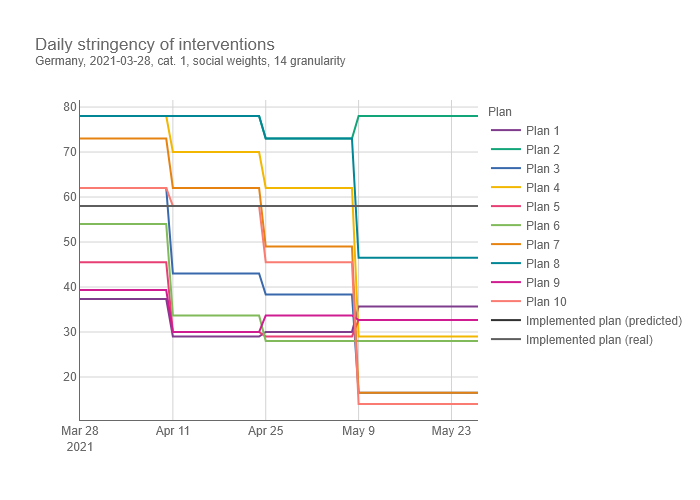 Daily stringency of interventions
Germany, 2021-03-28, cat. 1, social weights, 14 granularity
80
70
60
50
40
30
20
Mar 28
2021
Apr 11
Apr 25
May 9
May 23
Plan
Plan 1
Plan 2
Plan 3
Plan 4
Plan 5
Plan 6
Plan 7
Plan 8
Plan 9
Plan 10
Implemented plan (predicted)
Implemented plan (real)